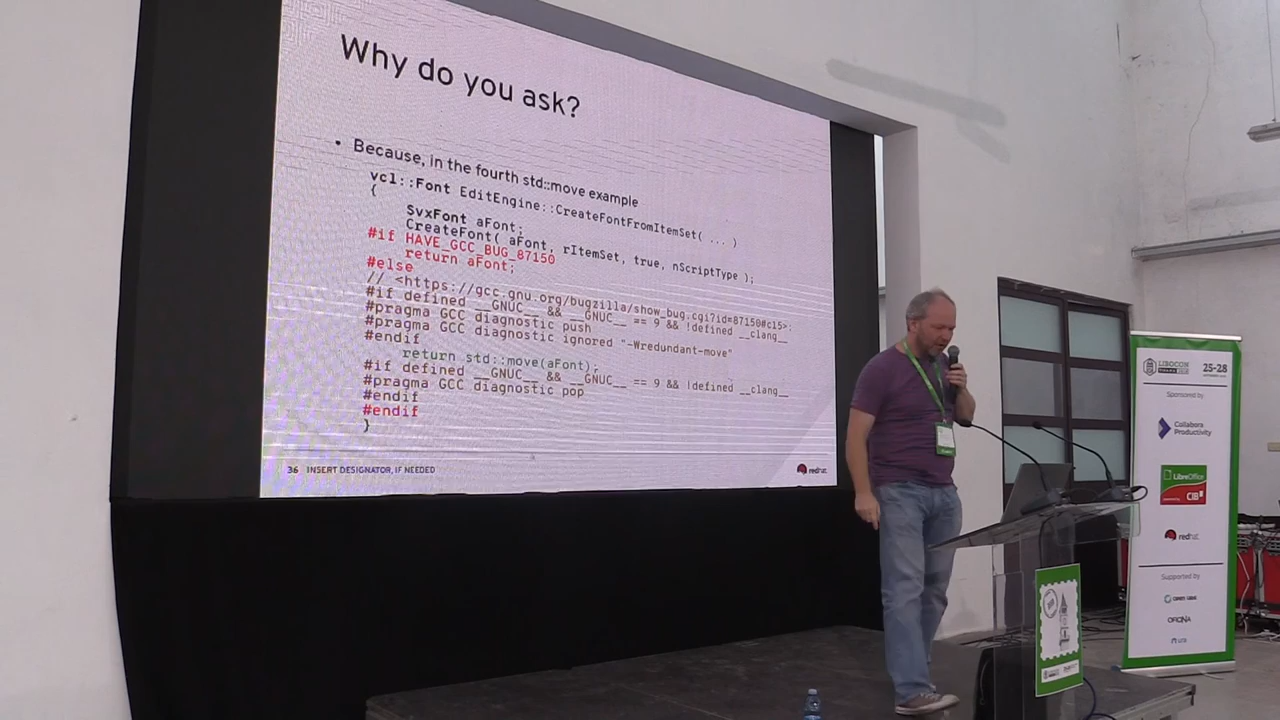 Why do you ask?
• Because, in the fourth std::move example
vcl::Font EditEngine::CreateFontFromItemSet( ... )
{
SvxFont aFont;
CreateFont( aFont, rItemSet, true, nScriptType );
#if HAVE_GCC_BUG_87150
return aFont;
#else
// <https://gcc.gnu.org/bugzilla/show_bug.cgi?id=87150#c15>:
#if defined __GNUC__ && __GNUC__ == 9 && !defined __clang__
#pragma GCC diagnostic push
#pragma GCC diagnostic ignored "-Wredundant-move"
#endif
return std::move(aFont);
#if defined __GNUC__ && __GNUC__ == 9 && !defined __clang__
#pragma GCC diagnostic pop
#endif
#endif
}
36 INSERT DESIGNATOR, IF NEEDED
redhat
LIBOCON
25-28
Sponsored by
Collabora
Productivity
LibreOffice
CIB
redhat
Supported by
OFICINA